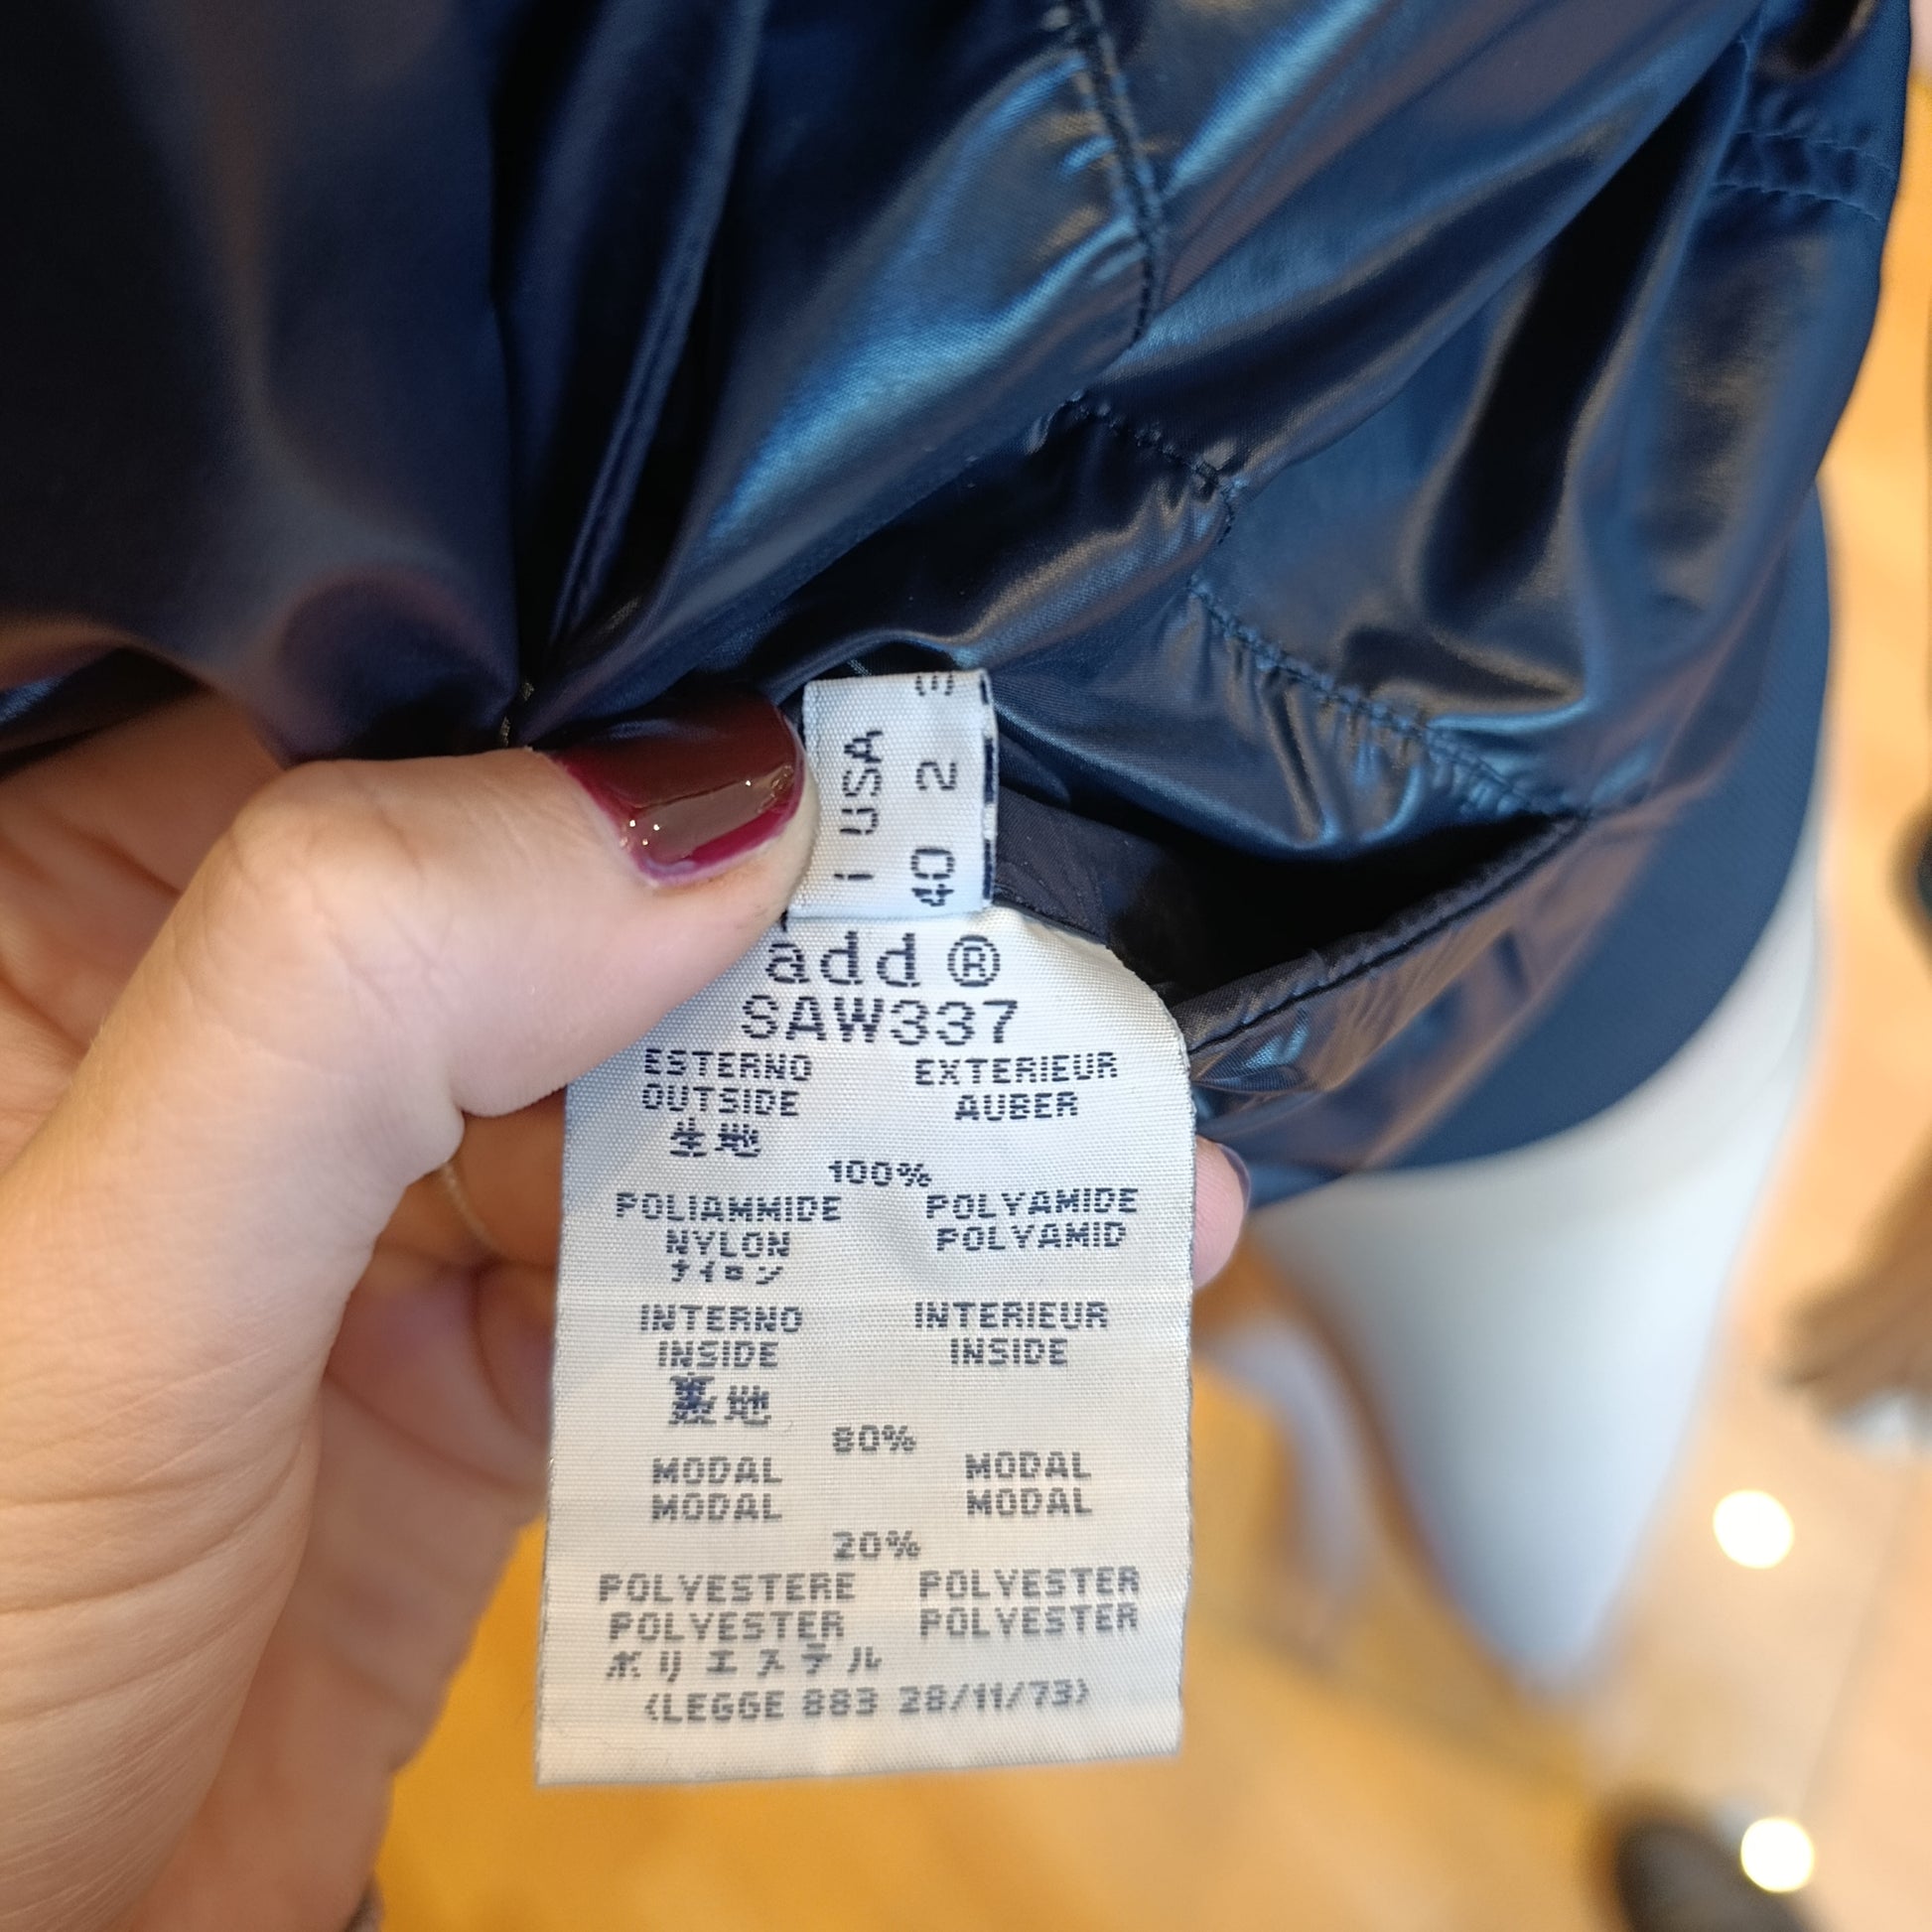 i USA
40 2
add ®
SAW337
ESTERNO EXTERIEUR
OUTSIDE AUBER
生地
100%
POLIAMMIDE POLYAMIDE
NYLON POLYAMID
ナイロン
INTERNO INTERIEUR
INSIDE INSIDE
裏地
80%
MODAL MODAL
MODAL MODAL
20%
POLYESTERE POLYESTER
POLYESTER POLYESTER
ポリエステル
(LEGGE 883 28/11/73)